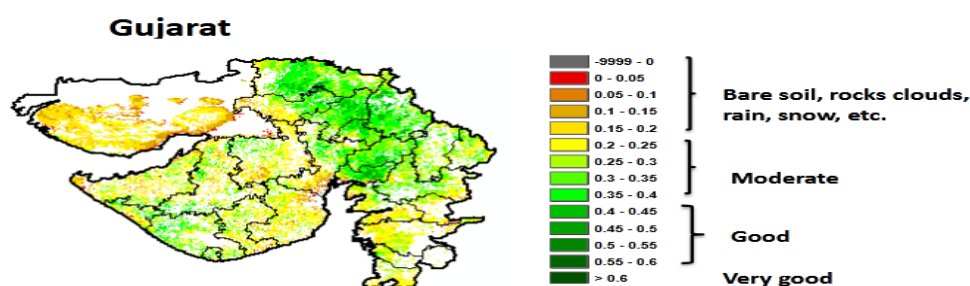 Gujarat
-9999 - 0
0 - 0.05
0.05 - 0.1
0.1 - 0.15
0.15 - 0.2
0.2 - 0.25
0.25 - 0.3
0.3 - 0.35
0.35 - 0.4
0.4 - 0.45
0.45 - 0.5
0.5 - 0.55
0.55 - 0.6
> 0.6
Bare soil, rocks clouds,
rain, snow, etc.
Moderate
Good
Very good